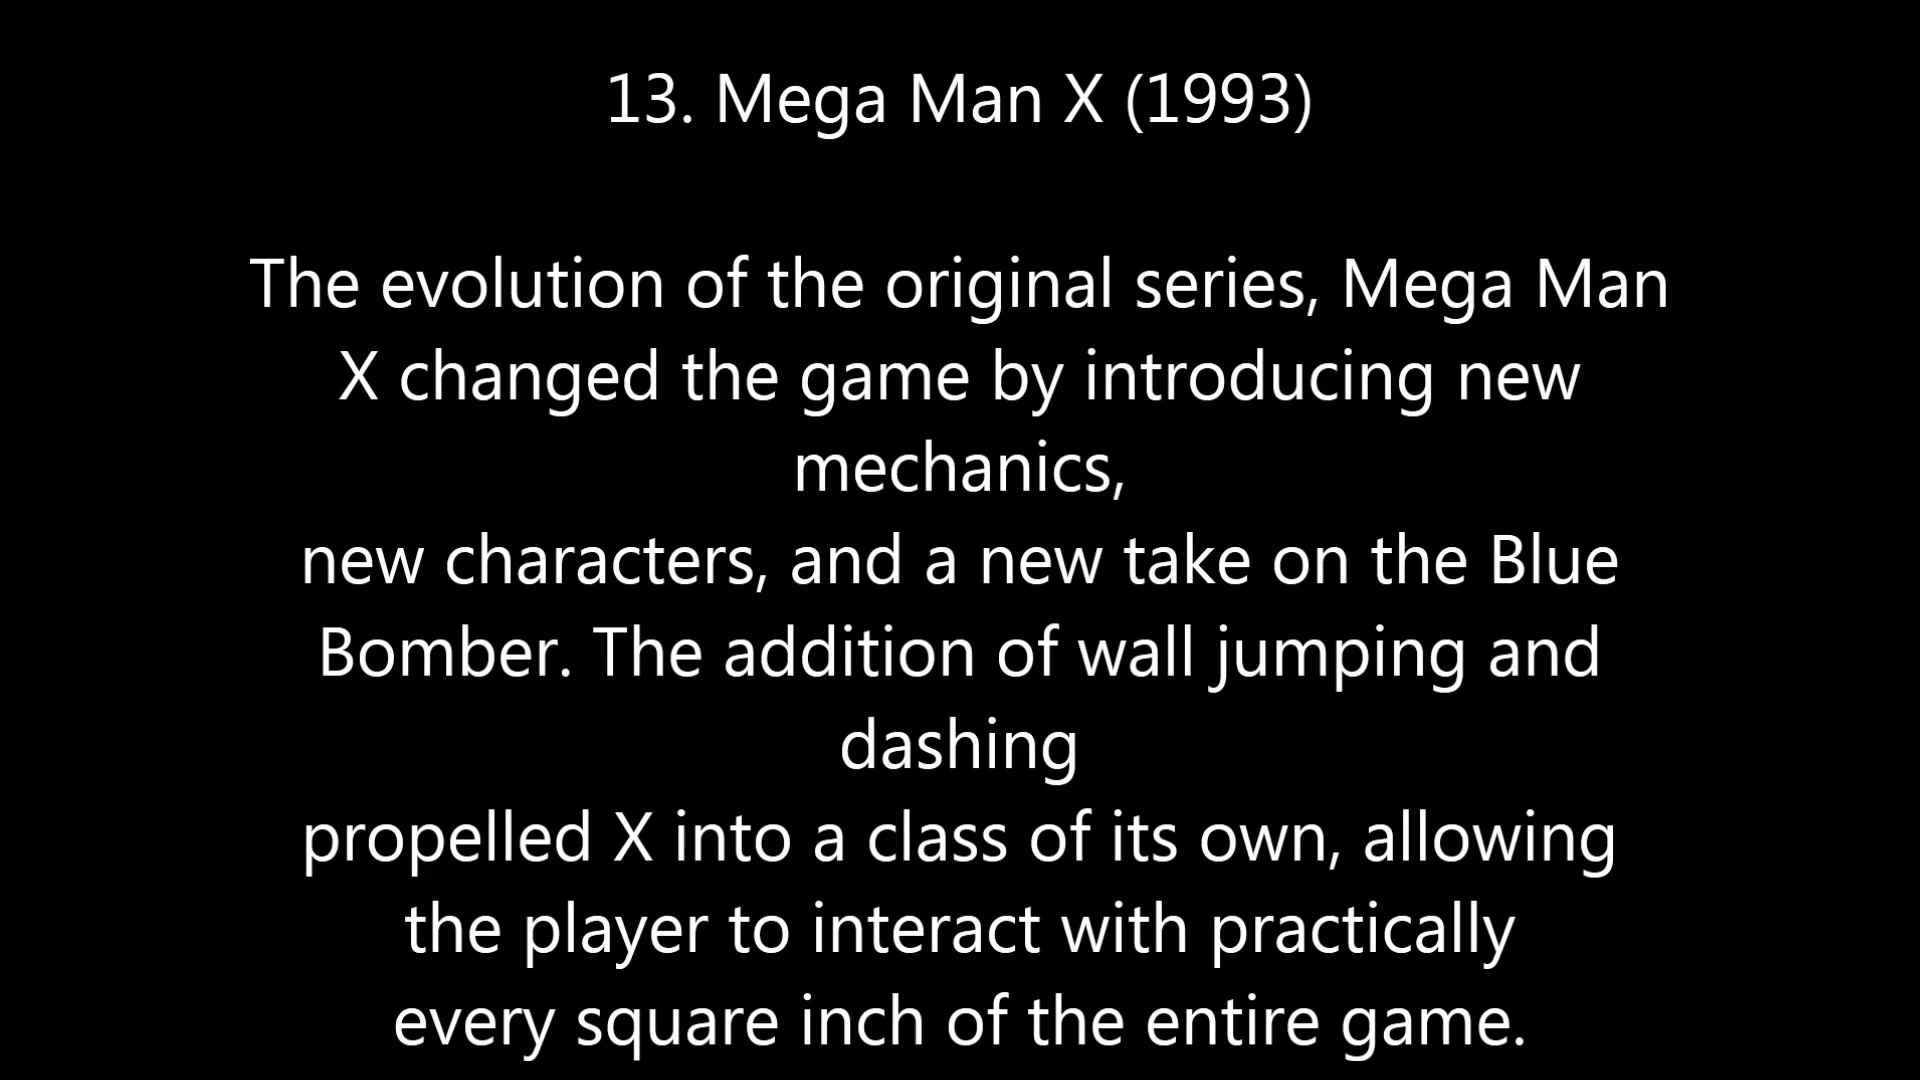 13. Mega Man X (1993)
The evolution of the original series, Mega Man
X changed the game by introducing new
mechanics,
new characters, and a new take on the Blue
Bomber. The addition of wall jumping and
dashing
propelled X into a class of its own, allowing
the player to interact with practically
every square inch of the entire game.